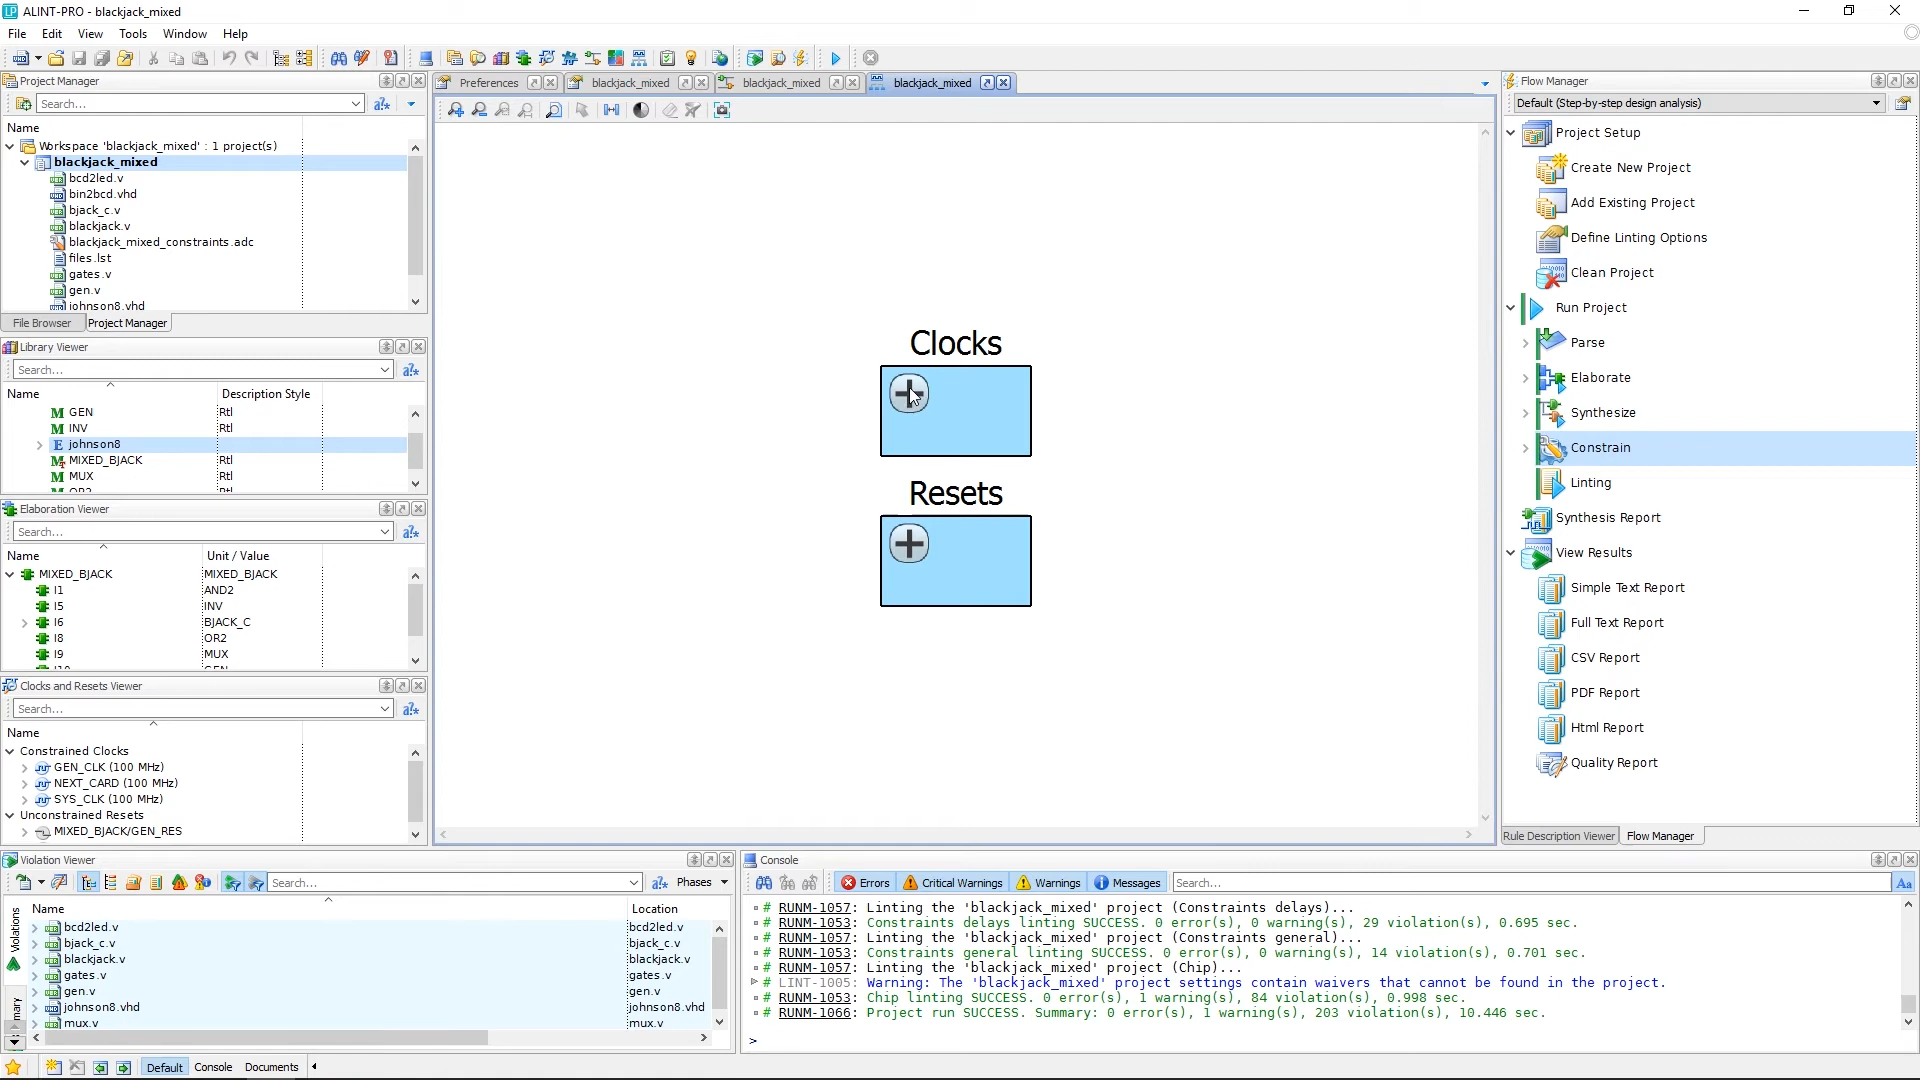 ALINT-PRO - blackjack_mixed
File Edit View Tools Window Help
Project Manager
Search...
Name
Workspace 'blackjack_mixed' : 1 project(s)
blackjack_mixed
bcd2led.v
bin2bcd.vhd
bjack_c.v
blackjack.v
blackjack_mixed_constraints.adc
files.lst
gates.v
gen.v
johnson8.vhd
File Browser Project Manager
Library Viewer
Search...
Name Description Style
GEN Rtl
INV Rtl
johnson8
MIXED_BJACK Rtl
MUX Rtl
OR2 Rtl
Elaboration Viewer
Search...
Name Unit / Value
MIXED_BJACK MIXED_BJACK
I1 AND2
I5 INV
I6 BJACK_C
I8 OR2
I9 MUX
I10 GEN
Clocks and Resets Viewer
Search...
Name
Constrained Clocks
GEN_CLK (100 MHz)
NEXT_CARD (100 MHz)
SYS_CLK (100 MHz)
Unconstrained Resets
MIXED_BJACK/GEN_RES
Preferences blackjack_mixed blackjack_mixed blackjack_mixed
Clocks
Resets
Flow Manager
Default (Step-by-step design analysis)
Project Setup
Create New Project
Add Existing Project
Define Linting Options
Clean Project
Run Project
Parse
Elaborate
Synthesize
Constrain
Linting
Synthesis Report
View Results
Simple Text Report
Full Text Report
CSV Report
PDF Report
Html Report
Quality Report
Rule Description Viewer Flow Manager
Violation Viewer
Search... Phases
Violations
Name Location
bcd2led.v bcd2led.v
bjack_c.v bjack_c.v
blackjack.v blackjack.v
gates.v gates.v
gen.v gen.v
johnson8.vhd johnson8.vhd
mux.v mux.v
Console
Errors Critical Warnings Warnings Messages Search... Aa
# RUNM-1057: Linting the 'blackjack_mixed' project (Constraints delays)...
# RUNM-1053: Constraints delays linting SUCCESS. 0 error(s), 0 warning(s), 29 violation(s), 0.695 sec.
# RUNM-1057: Linting the 'blackjack_mixed' project (Constraints general)...
# RUNM-1053: Constraints general linting SUCCESS. 0 error(s), 0 warning(s), 14 violation(s), 0.701 sec.
# RUNM-1057: Linting the 'blackjack_mixed' project (Chip)...
# LINT-1005: Warning: The 'blackjack_mixed' project settings contain waivers that cannot be found in the project.
# RUNM-1053: Chip linting SUCCESS. 0 error(s), 1 warning(s), 84 violation(s), 0.998 sec.
# RUNM-1066: Project run SUCCESS. Summary: 0 error(s), 1 warning(s), 203 violation(s), 10.446 sec.
>
Default Console Documents